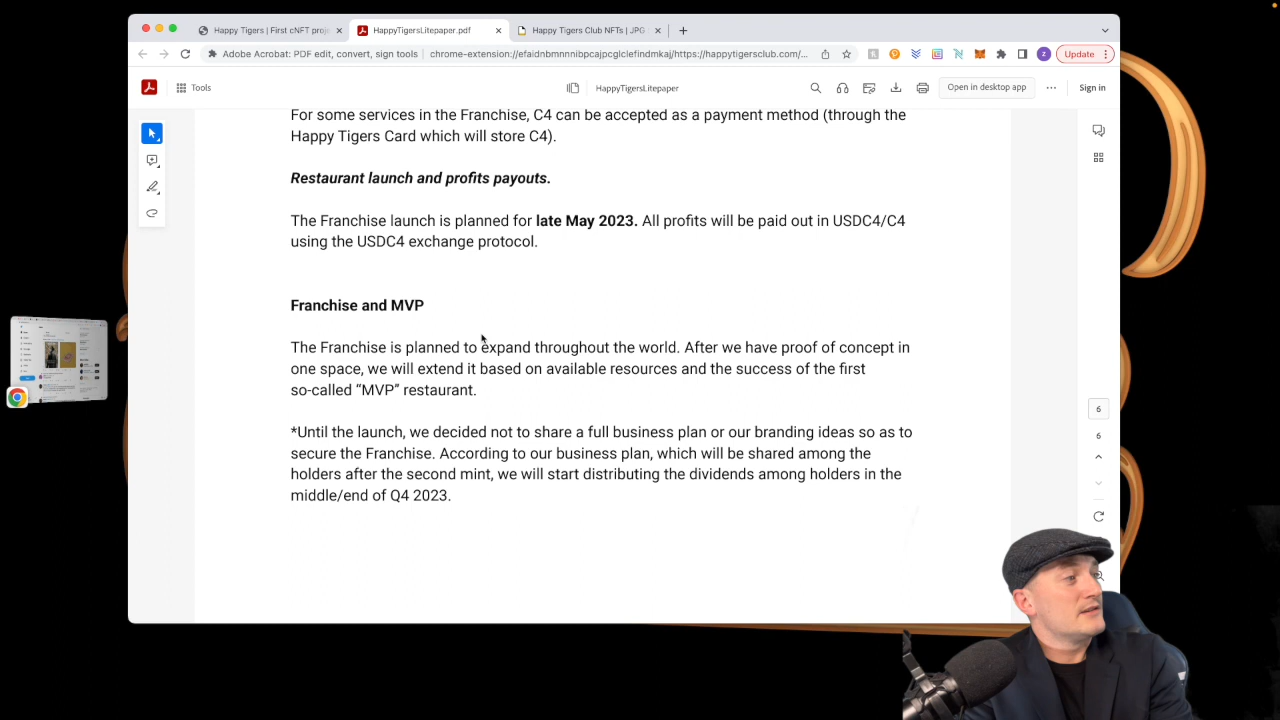 Happy Tigers | First cNFT proj
HappyTigersLitepaper.pdf
Happy Tigers Club NFTs | JPG
Adobe Acrobat: PDF edit, convert, sign tools
chrome-extension://efaidnbmnnnibpcajpcglclefindmkaj/https://happytigersclub.com/...
Update
Tools
HappyTigersLitepaper
Open in desktop app
Sign in
For some services in the Franchise, C4 can be accepted as a payment method (through the
Happy Tigers Card which will store C4).
Restaurant launch and profits payouts.
The Franchise launch is planned for late May 2023. All profits will be paid out in USDC4/C4
using the USDC4 exchange protocol.
Franchise and MVP
The Franchise is planned to expand throughout the world. After we have proof of concept in
one space, we will extend it based on available resources and the success of the first
so-called “MVP” restaurant.
*Until the launch, we decided not to share a full business plan or our branding ideas so as to
secure the Franchise. According to our business plan, which will be shared among the
holders after the second mint, we will start distributing the dividends among holders in the
middle/end of Q4 2023.
6
6